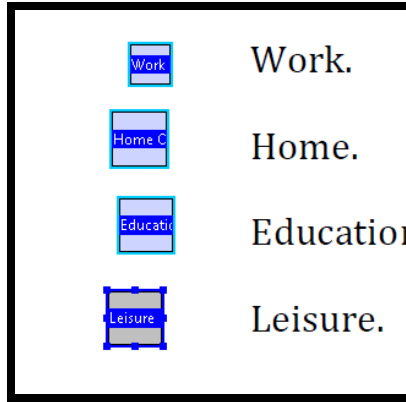 Work Work.
Home C Home.
Educatio Education
Leisure Leisure.